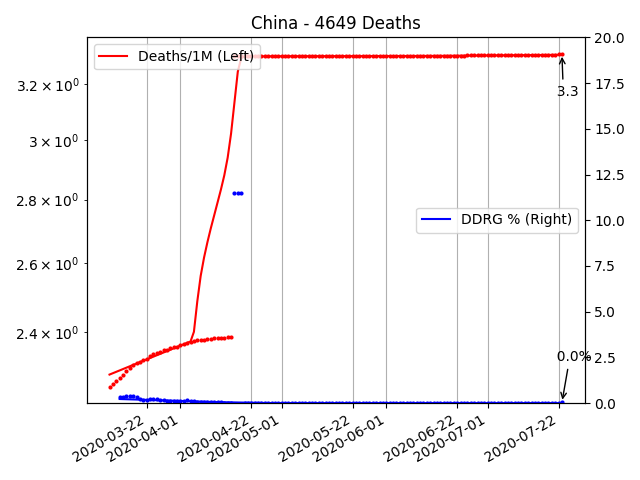 China - 4649 Deaths
Deaths/1M (Left)
DDRG % (Right)
3.3
0.0%
3.2 × 10⁰
3 × 10⁰
2.8 × 10⁰
2.6 × 10⁰
2.4 × 10⁰
20.0
17.5
15.0
12.5
10.0
7.5
5.0
2.5
0.0
2020-03-22
2020-04-01
2020-04-22
2020-05-01
2020-05-22
2020-06-01
2020-06-22
2020-07-01
2020-07-22